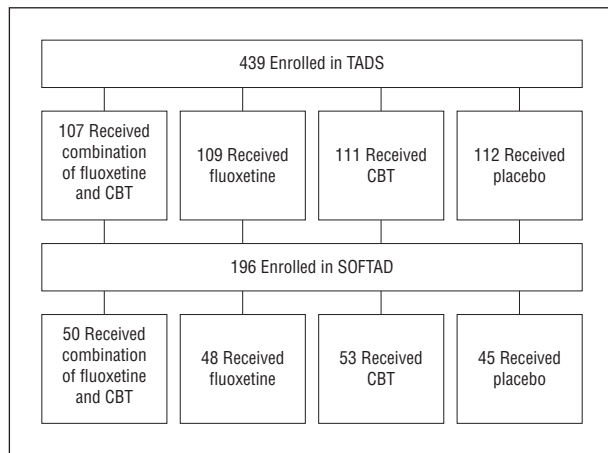 439 Enrolled in TADS
107 Received
combination
of fluoxetine
and CBT
109 Received
fluoxetine
111 Received
CBT
112 Received
placebo
196 Enrolled in SOFTAD
50 Received
combination
of fluoxetine
and CBT
48 Received
fluoxetine
53 Received
CBT
45 Received
placebo